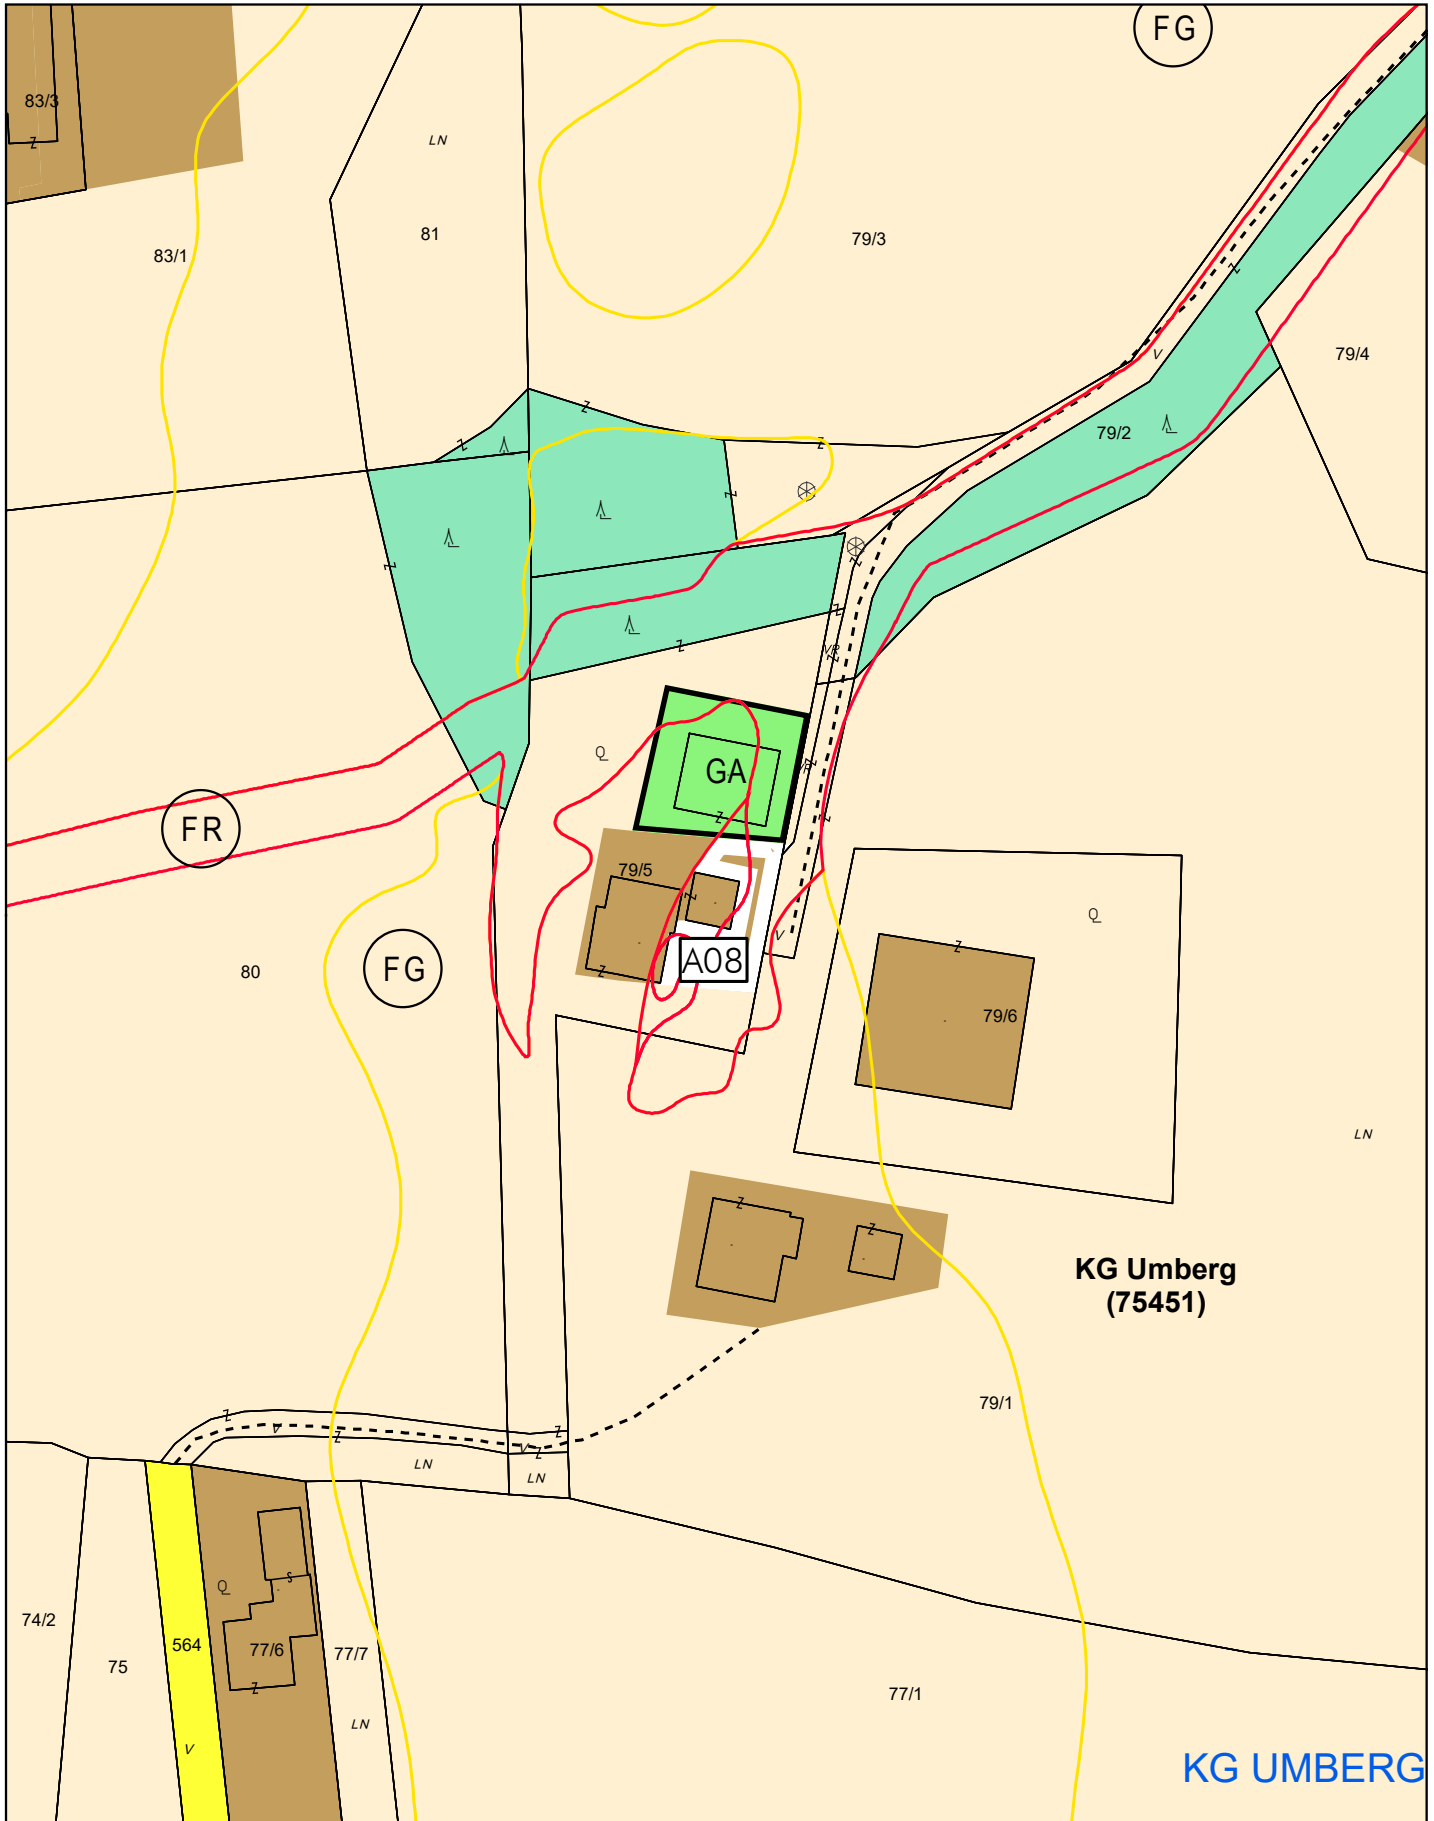 FG
83/3
Z
LN
81
79/3
83/1
Z
V
79/4
Z
79/2
Z
Z
Z
Z
Z
Z
Z
Z
Z
Q
GA
Z
Z
Z
FR
79/5
Z
Q
V
Z
A08
FG
80
Z
79/6
LN
Z
Z
KG Umberg
(75451)
79/1
Z
V
Z
Z
V
Z
LN
LN
S
Q
74/2
564
77/6
77/7
75
Z
77/1
LN
V
KG UMBERG